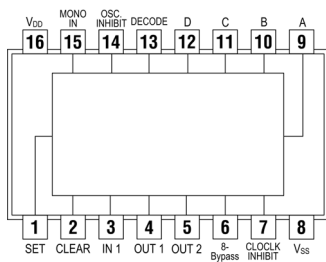 VDD MONO IN OSC. INHIBIT DECODE D C B A
16 15 14 13 12 11 10 9
1 2 3 4 5 6 7 8
SET CLEAR IN 1 OUT 1 OUT 2 8-Bypass CLOCLK INHIBIT VSS